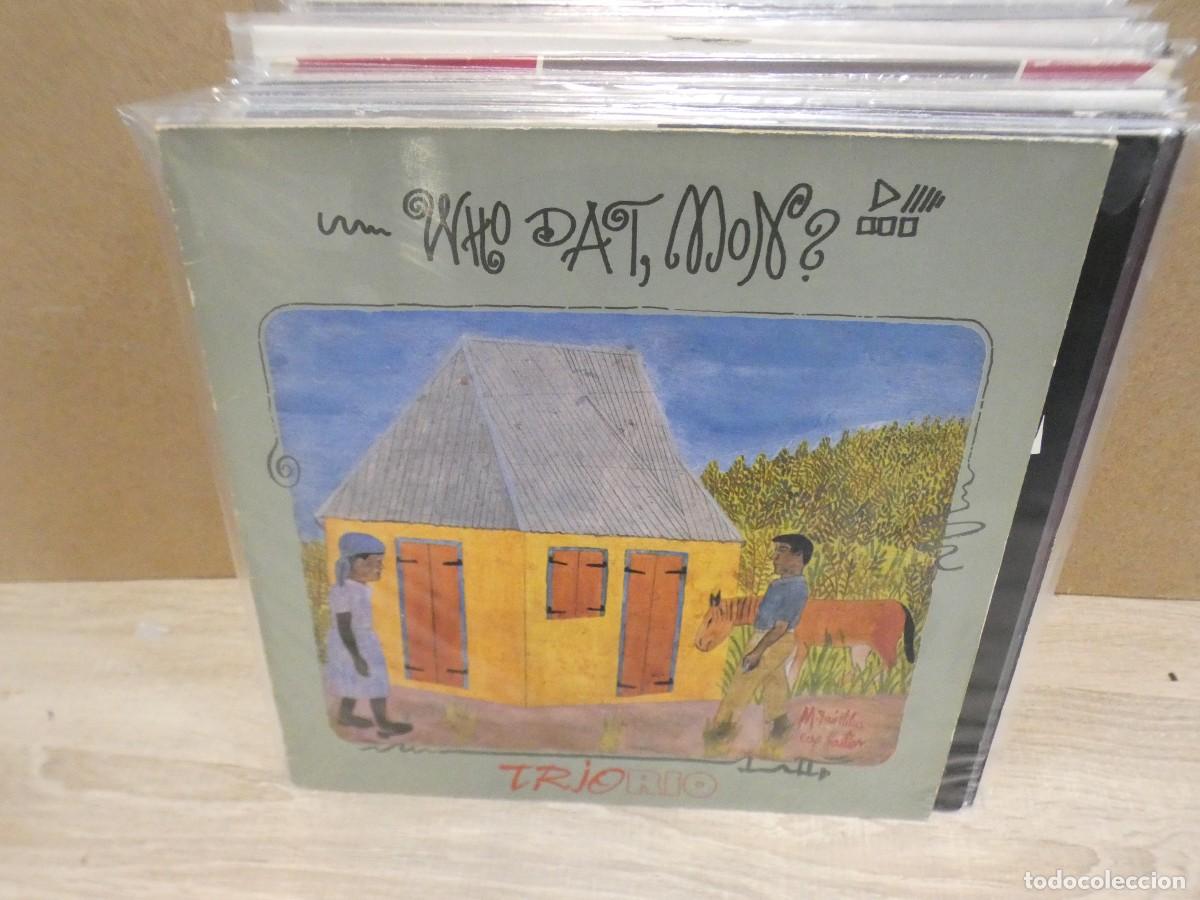 WHO DAT, MON?
TRIO RIO
todocoleccion